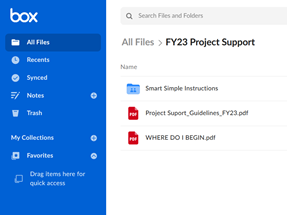 box
Search Files and Folders
All Files
All Files > FY23 Project Support
Recents
Name
Synced
Smart Simple Instructions
Notes
PDF
Project Suport_Guidelines_FY23.pdf
Trash
PDF
WHERE DO I BEGIN.pdf
My Collections
Favorites
Drag items here for
quick access